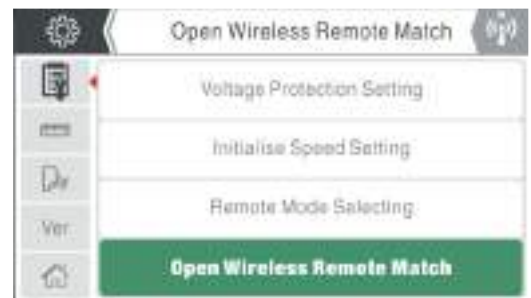 Open Wireless Remote Match
Voltage Protection Setting
Initialise Speed Setting
Remote Mode Selecting
Ver
Open Wireless Remote Match